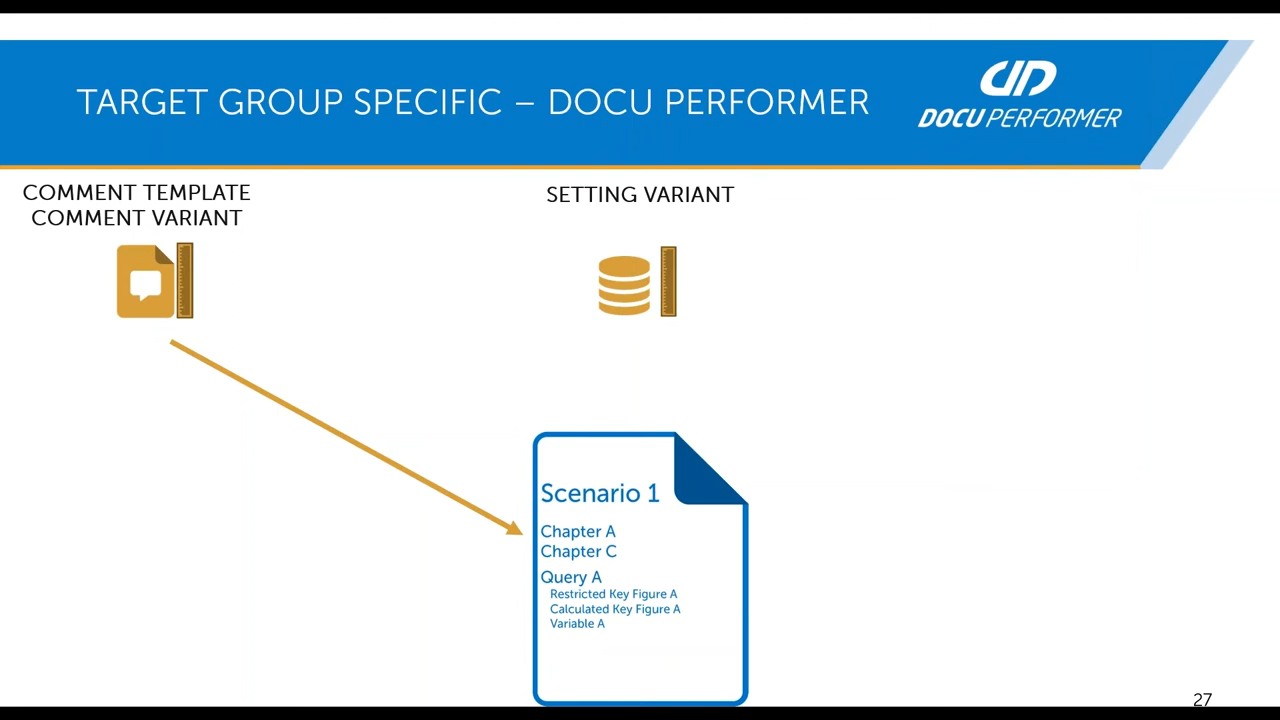 TARGET GROUP SPECIFIC – DOCU PERFORMER
DOCU PERFORMER
COMMENT TEMPLATE
COMMENT VARIANT
SETTING VARIANT
Scenario 1
Chapter A
Chapter C
Query A
Restricted Key Figure A
Calculated Key Figure A
Variable A
27